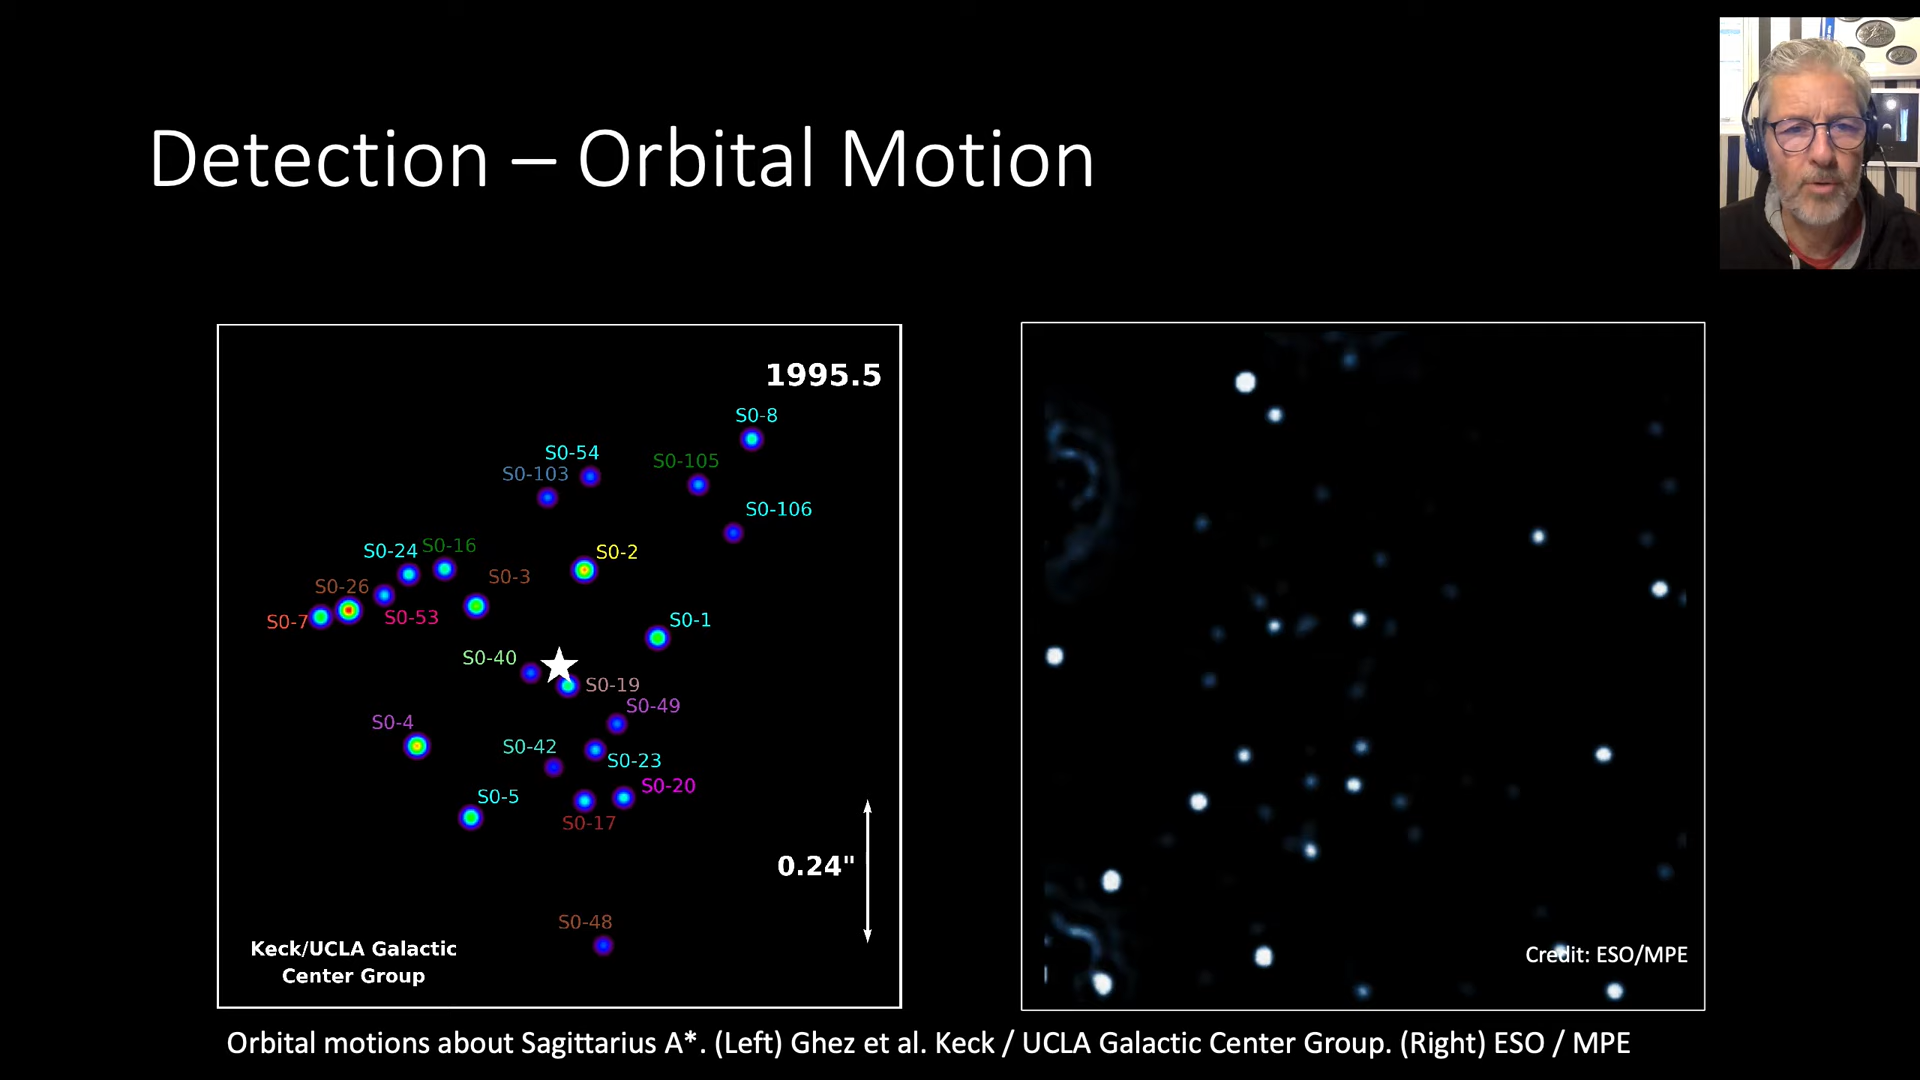 Detection – Orbital Motion
1995.5
S0-8
S0-54
S0-105
S0-103
S0-106
S0-16
S0-24
S0-2
S0-3
S0-26
S0-53
S0-7
S0-1
S0-40
S0-19
S0-49
S0-4
S0-42
S0-23
S0-20
S0-5
S0-17
0.24"
S0-48
Keck/UCLA Galactic
Center Group
Credit: ESO/MPE
Orbital motions about Sagittarius A*. (Left) Ghez et al. Keck / UCLA Galactic Center Group. (Right) ESO / MPE